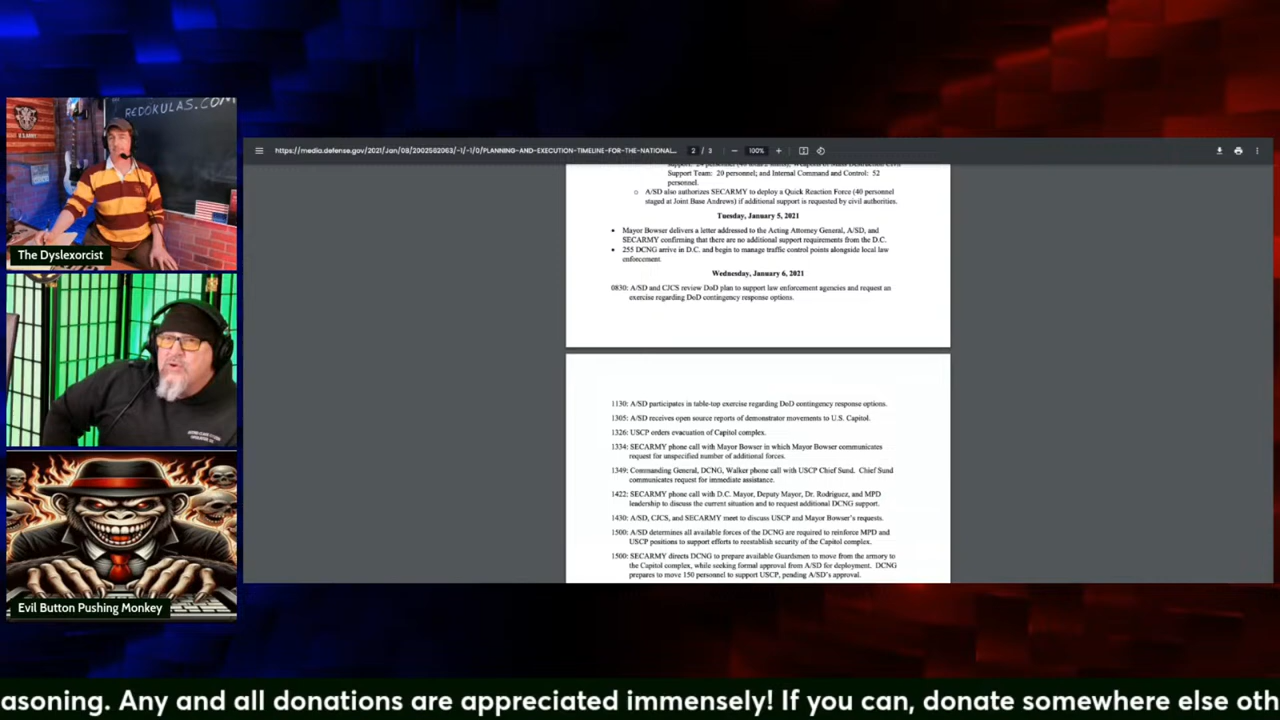 REDOKULAS.COM
The Dyslexorcist
Evil Button Pushing Monkey
https://media.defense.gov/2021/Jan/08/2002562063/-1/-1/0/PLANNING-AND-EXECUTION-TIMELINE-FOR-THE-NATIONAL...
2 / 3
100%
Support Team: 20 personnel; and Internal Command and Control: 52
personnel.
o A/SD also authorizes SECARMY to deploy a Quick Reaction Force (40 personnel
staged at Joint Base Andrews) if additional support is requested by civil authorities.
Tuesday, January 5, 2021
• Mayor Bowser delivers a letter addressed to the Acting Attorney General, A/SD, and
SECARMY confirming that there are no additional support requirements from the D.C.
• 255 DCNG arrive in D.C. and begin to manage traffic control points alongside local law
enforcement.
Wednesday, January 6, 2021
0830: A/SD and CJCS review DoD plan to support law enforcement agencies and request an
exercise regarding DoD contingency response options.
1130: A/SD participates in table-top exercise regarding DoD contingency response options.
1305: A/SD receives open source reports of demonstrator movements to U.S. Capitol.
1326: USCP orders evacuation of Capitol complex.
1334: SECARMY phone call with Mayor Bowser in which Mayor Bowser communicates
request for unspecified number of additional forces.
1349: Commanding General, DCNG, Walker phone call with USCP Chief Sund. Chief Sund
communicates request for immediate assistance.
1422: SECARMY phone call with D.C. Mayor, Deputy Mayor, Dr. Rodriguez, and MPD
leadership to discuss the current situation and to request additional DCNG support.
1430: A/SD, CJCS, and SECARMY meet to discuss USCP and Mayor Bowser's requests.
1500: A/SD determines all available forces of the DCNG are required to reinforce MPD and
USCP positions to support efforts to reestablish security of the Capitol complex.
1500: SECARMY directs DCNG to prepare available Guardsmen to move from the armory to
the Capitol complex, while seeking formal approval from A/SD for deployment. DCNG
prepares to move 150 personnel to support USCP, pending A/SD's approval.
asoning. Any and all donations are appreciated immensely! If you can, donate somewhere else oth